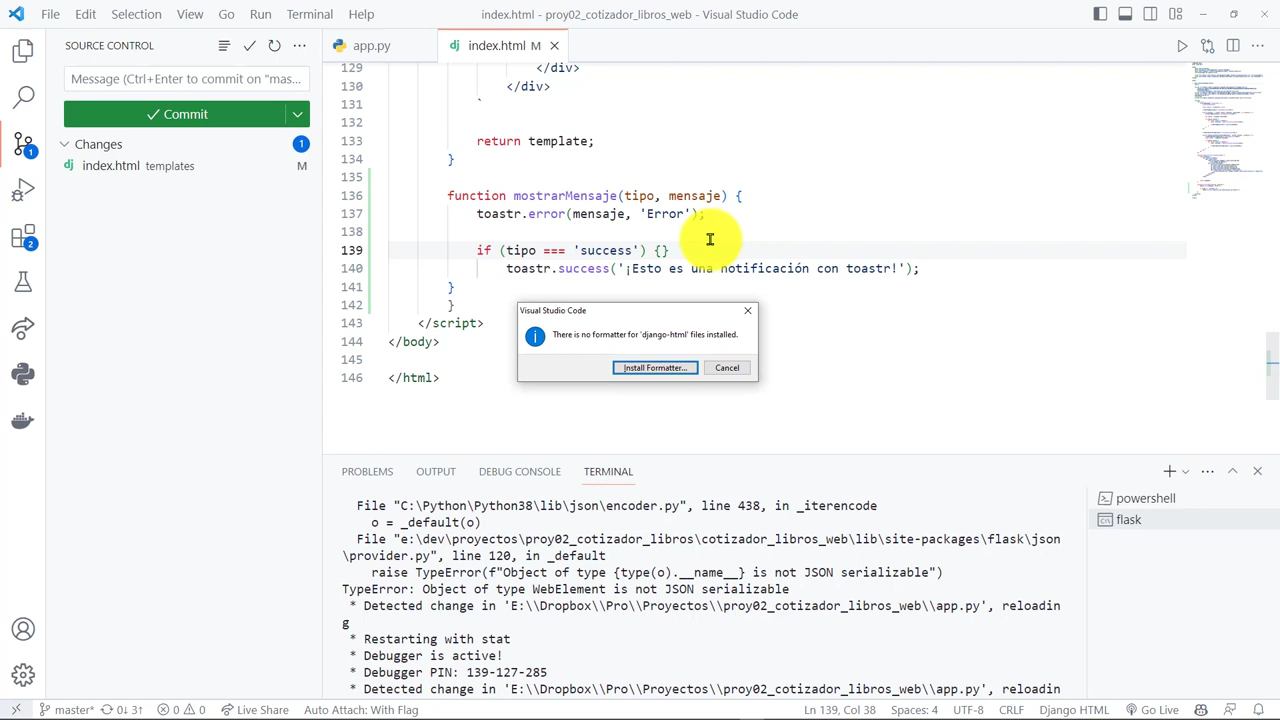 File Edit Selection View Go Run Terminal Help index.html - proy02_cotizador_libros_web - Visual Studio Code
SOURCE CONTROL
Message (Ctrl+Enter to commit on "mas...
Commit
Changes 1
index.html templates M
1
2
app.py
index.html M
129 </div>
130 </div>
131 `
132
133 return template;
134 }
135
136 function mostrarMensaje(tipo, mensaje) {
137 toastr.error(mensaje, 'Error!');
138
139 if (tipo === 'success') {}
140 toastr.success('¡Esto es una notificación con toastr!');
141 }
142 }
143 </script>
144 </body>
145
146 </html>
Visual Studio Code
There is no formatter for 'django-html' files installed.
Install Formatter... Cancel
PROBLEMS OUTPUT DEBUG CONSOLE TERMINAL
powershell
flask
File "C:\Python\Python38\lib\json\encoder.py", line 438, in _iterencode
o = _default(o)
File "e:\dev\proyectos\proy02_cotizador_libros\cotizador_libros_web\lib\site-packages\flask\json
\provider.py", line 120, in _default
raise TypeError(f"Object of type {type(o).__name__} is not JSON serializable")
TypeError: Object of type WebElement is not JSON serializable
* Detected change in 'E:\\Dropbox\\Pro\\Proyectos\\proy02_cotizador_libros_web\\app.py', reloadin
g
* Restarting with stat
* Debugger is active!
* Debugger PIN: 139-127-285
* Detected change in 'E:\\Dropbox\\Pro\\Proyectos\\proy02_cotizador_libros_web\\app.py', reloadin
master* 0↓ 3↑ 0 0 Live Share Auto Attach: With Flag Ln 139, Col 38 Spaces: 4 UTF-8 CRLF Django HTML Go Live